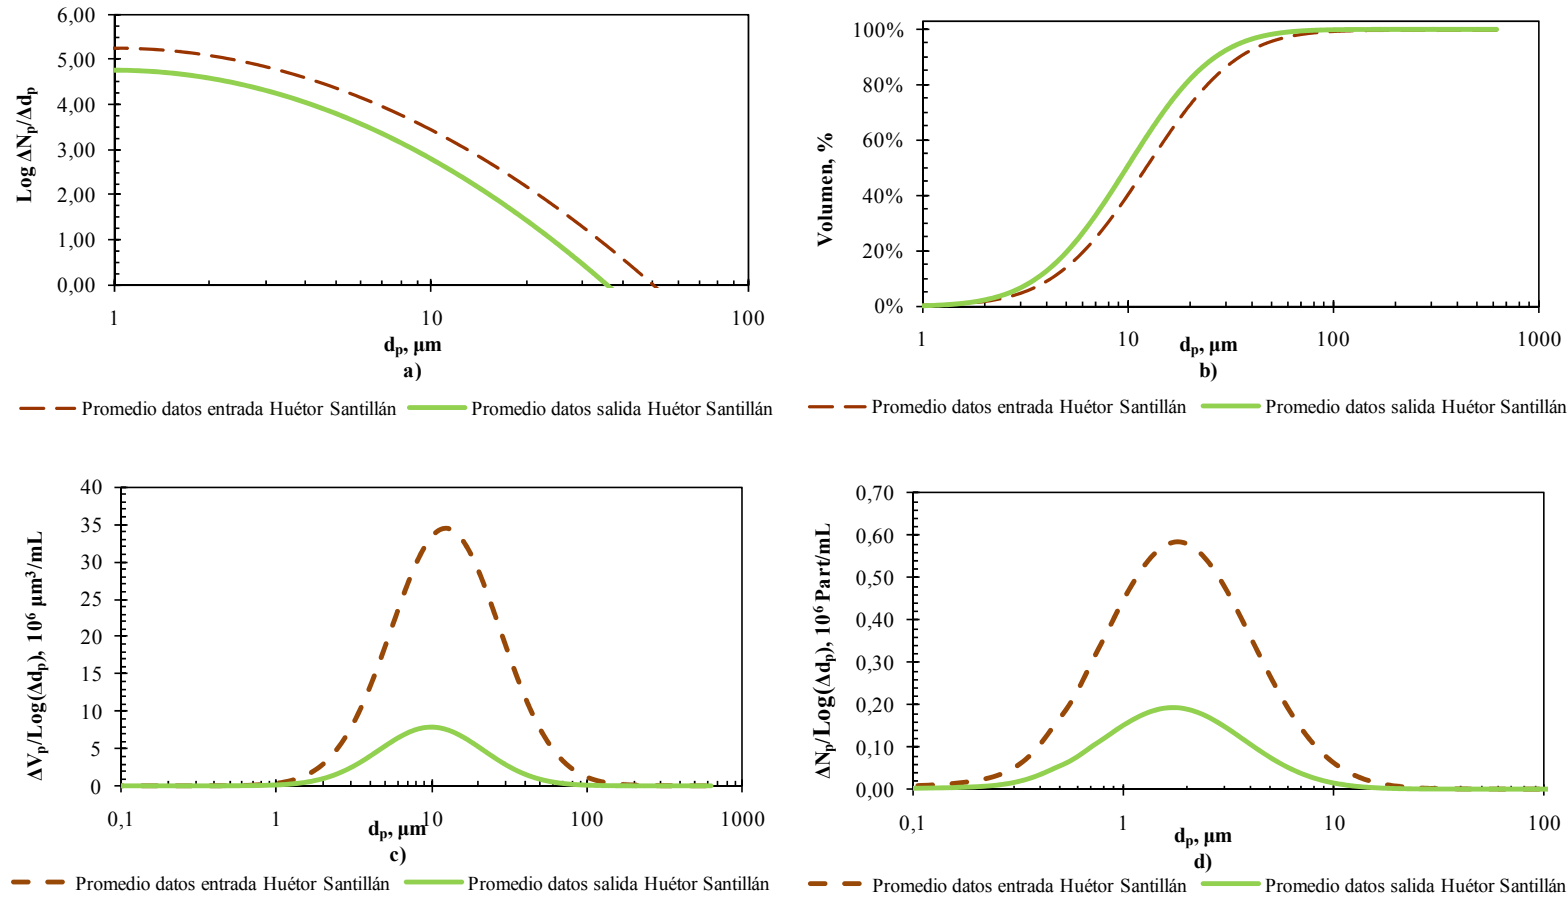 6,00
5,00
4,00
3,00
2,00
1,00
0,00
Log ΔNp/Δdp
1 10 100
dp, µm
a)
Promedio datos entrada Huétor Santillán Promedio datos salida Huétor Santillán
100%
80%
60%
40%
20%
0%
Volumen, %
1 10 100 1000
dp, µm
b)
Promedio datos entrada Huétor Santillán Promedio datos salida Huétor Santillán
40
35
30
25
20
15
10
5
0
ΔVp/Log(Δdp), 10⁶ µm³/mL
0,1 1 10 100 1000
dp, µm
c)
Promedio datos entrada Huétor Santillán Promedio datos salida Huétor Santillán
0,70
0,60
0,50
0,40
0,30
0,20
0,10
0,00
ΔNp/Log(Δdp), 10⁶ Part/mL
0,1 1 10 100
dp, µm
d)
Promedio datos entrada Huétor Santillán Promedio datos salida Huétor Santillán